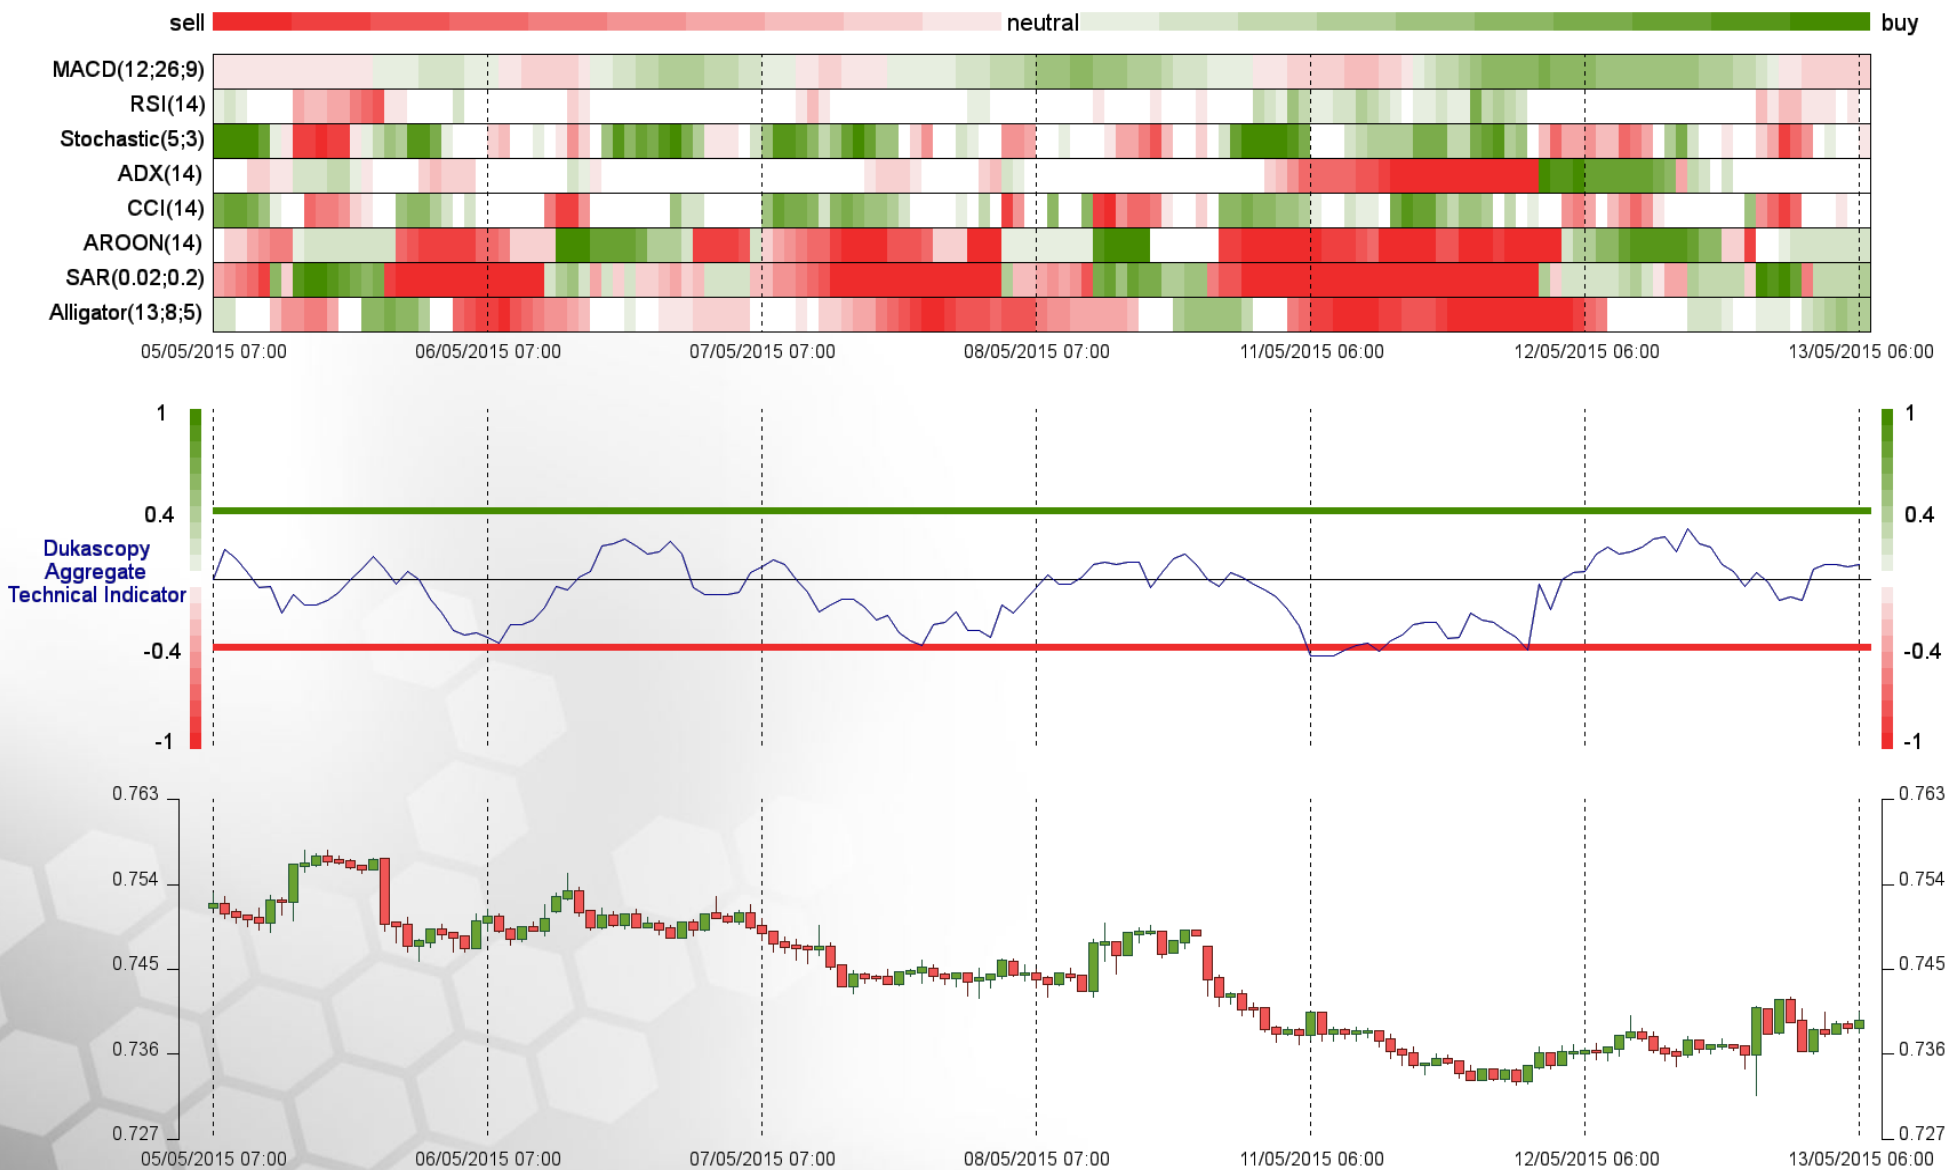 sell neutral buy
MACD(12;26;9)
RSI(14)
Stochastic(5;3)
ADX(14)
CCI(14)
AROON(14)
SAR(0.02;0.2)
Alligator(13;8;5)
05/05/2015 07:00 06/05/2015 07:00 07/05/2015 07:00 08/05/2015 07:00 11/05/2015 06:00 12/05/2015 06:00 13/05/2015 06:00
1 1
0.4 0.4
Dukascopy
Aggregate
Technical Indicator
-0.4 -0.4
-1 -1
0.763 0.763
0.754 0.754
0.745 0.745
0.736 0.736
0.727 0.727
05/05/2015 07:00 06/05/2015 07:00 07/05/2015 07:00 08/05/2015 07:00 11/05/2015 06:00 12/05/2015 06:00 13/05/2015 06:00